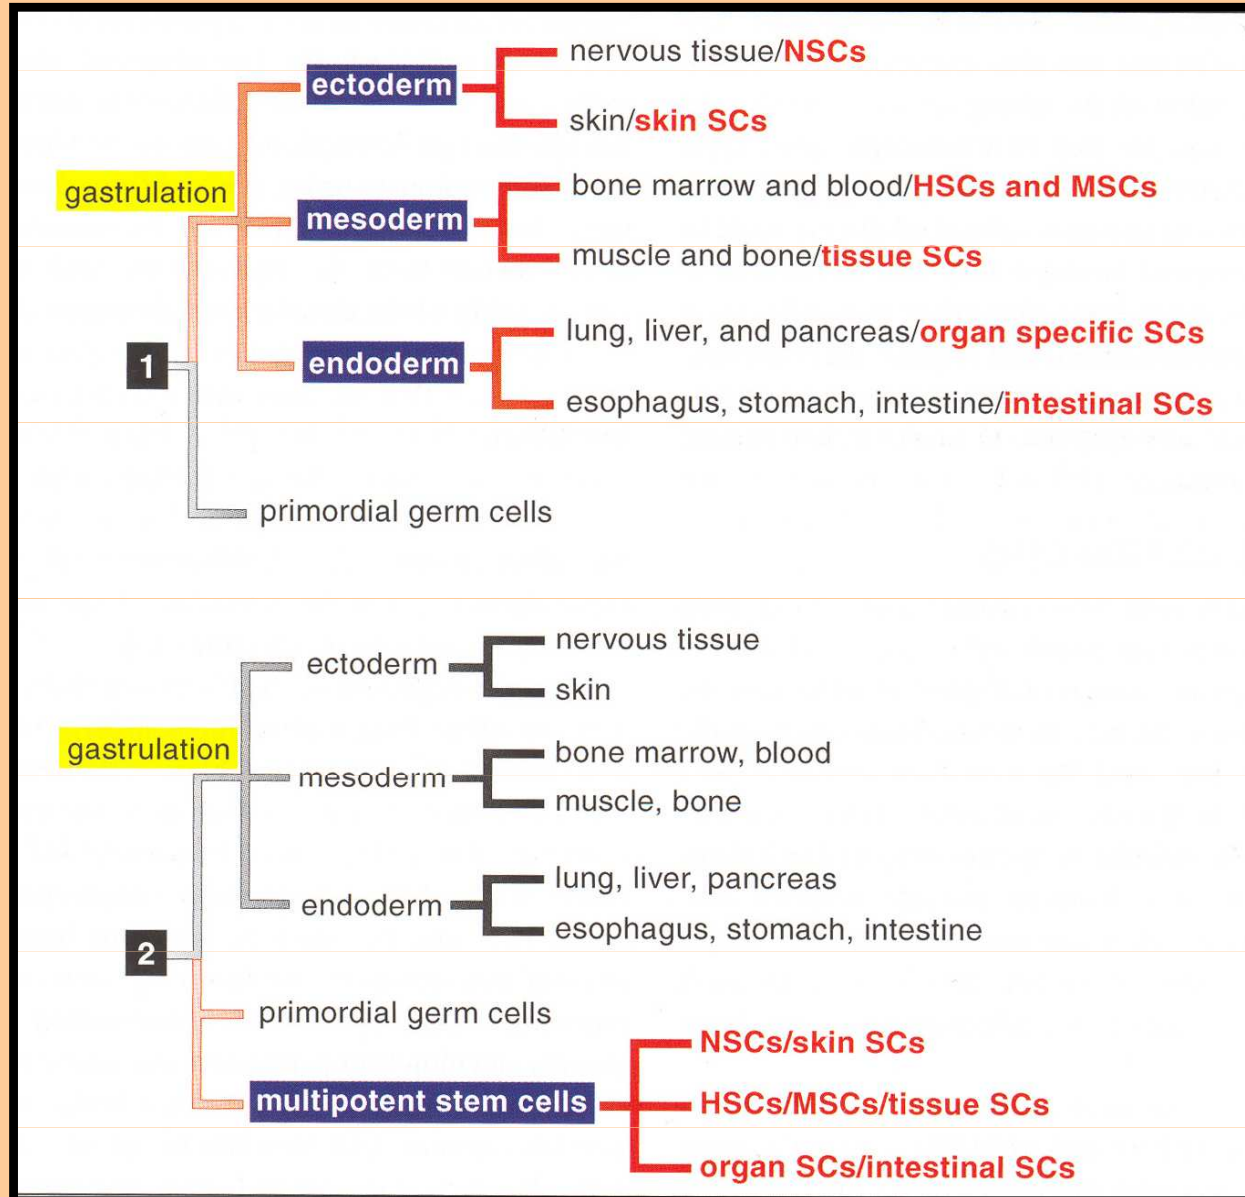 nervous tissue/NSCs
ectoderm
skin/skin SCs
gastrulation
bone marrow and blood/HSCs and MSCs
mesoderm
muscle and bone/tissue SCs
lung, liver, and pancreas/organ specific SCs
1
endoderm
esophagus, stomach, intestine/intestinal SCs
primordial germ cells
nervous tissue
ectoderm
skin
gastrulation
bone marrow, blood
mesoderm
muscle, bone
lung, liver, pancreas
endoderm
esophagus, stomach, intestine
2
primordial germ cells
NSCs/skin SCs
multipotent stem cells
HSCs/MSCs/tissue SCs
organ SCs/intestinal SCs